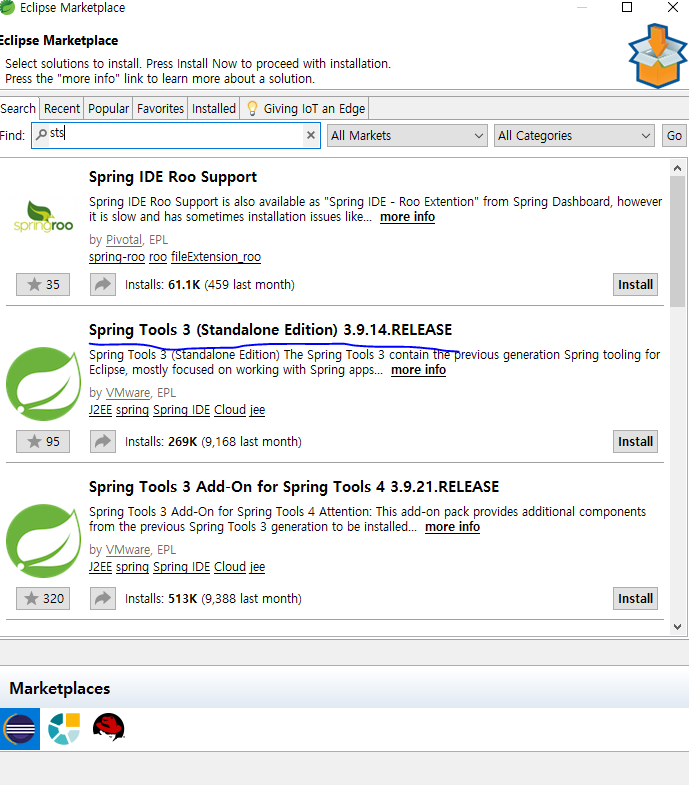 Eclipse Marketplace
Eclipse Marketplace
Select solutions to install. Press Install Now to proceed with installation.
Press the "more info" link to learn more about a solution.
Search Recent Popular Favorites Installed Giving IoT an Edge
Find: sts All Markets All Categories Go
Spring IDE Roo Support
Spring IDE Roo Support is also available as "Spring IDE - Roo Extention" from Spring Dashboard, however
it is slow and has sometimes installation issues like... more info
springroo
by Pivotal, EPL
spring-roo roo fileExtension_roo
35 Installs: 61.1K (459 last month) Install
Spring Tools 3 (Standalone Edition) 3.9.14.RELEASE
Spring Tools 3 (Standalone Edition) The Spring Tools 3 contain the previous generation Spring tooling for
Eclipse, mostly focused on working with Spring apps... more info
by VMware, EPL
J2EE spring Spring IDE Cloud jee
95 Installs: 269K (9,168 last month) Install
Spring Tools 3 Add-On for Spring Tools 4 3.9.21.RELEASE
Spring Tools 3 Add-On for Spring Tools 4 Attention: This add-on pack provides additional components
from the previous Spring Tools 3 generation to be installed... more info
by VMware, EPL
J2EE spring Spring IDE Cloud jee
320 Installs: 513K (9,388 last month) Install
Marketplaces